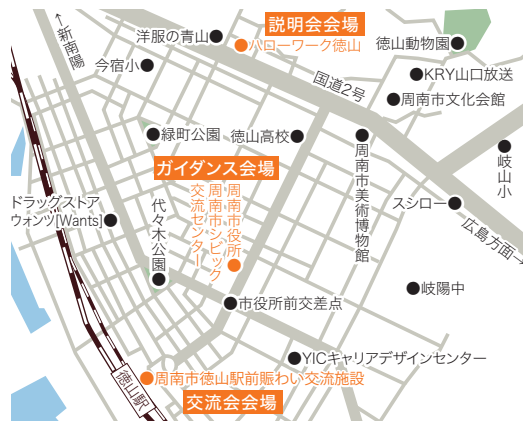 説明会会場
洋服の青山
ハローワーク徳山
徳山動物園
←新南陽
今宿小
国道2号
KRY山口放送
周南市文化会館
緑町公園
徳山高校
周南市美術博物館
岐山小
ガイダンス会場
周南市役所
周南市シビック
交流センター
ドラッグストア
ウォンツ[Wants]
代々木公園
スシロー
広島方面→
岐陽中
市役所前交差点
YICキャリアデザインセンター
徳山駅
周南市徳山駅前賑わい交流施設
交流会会場